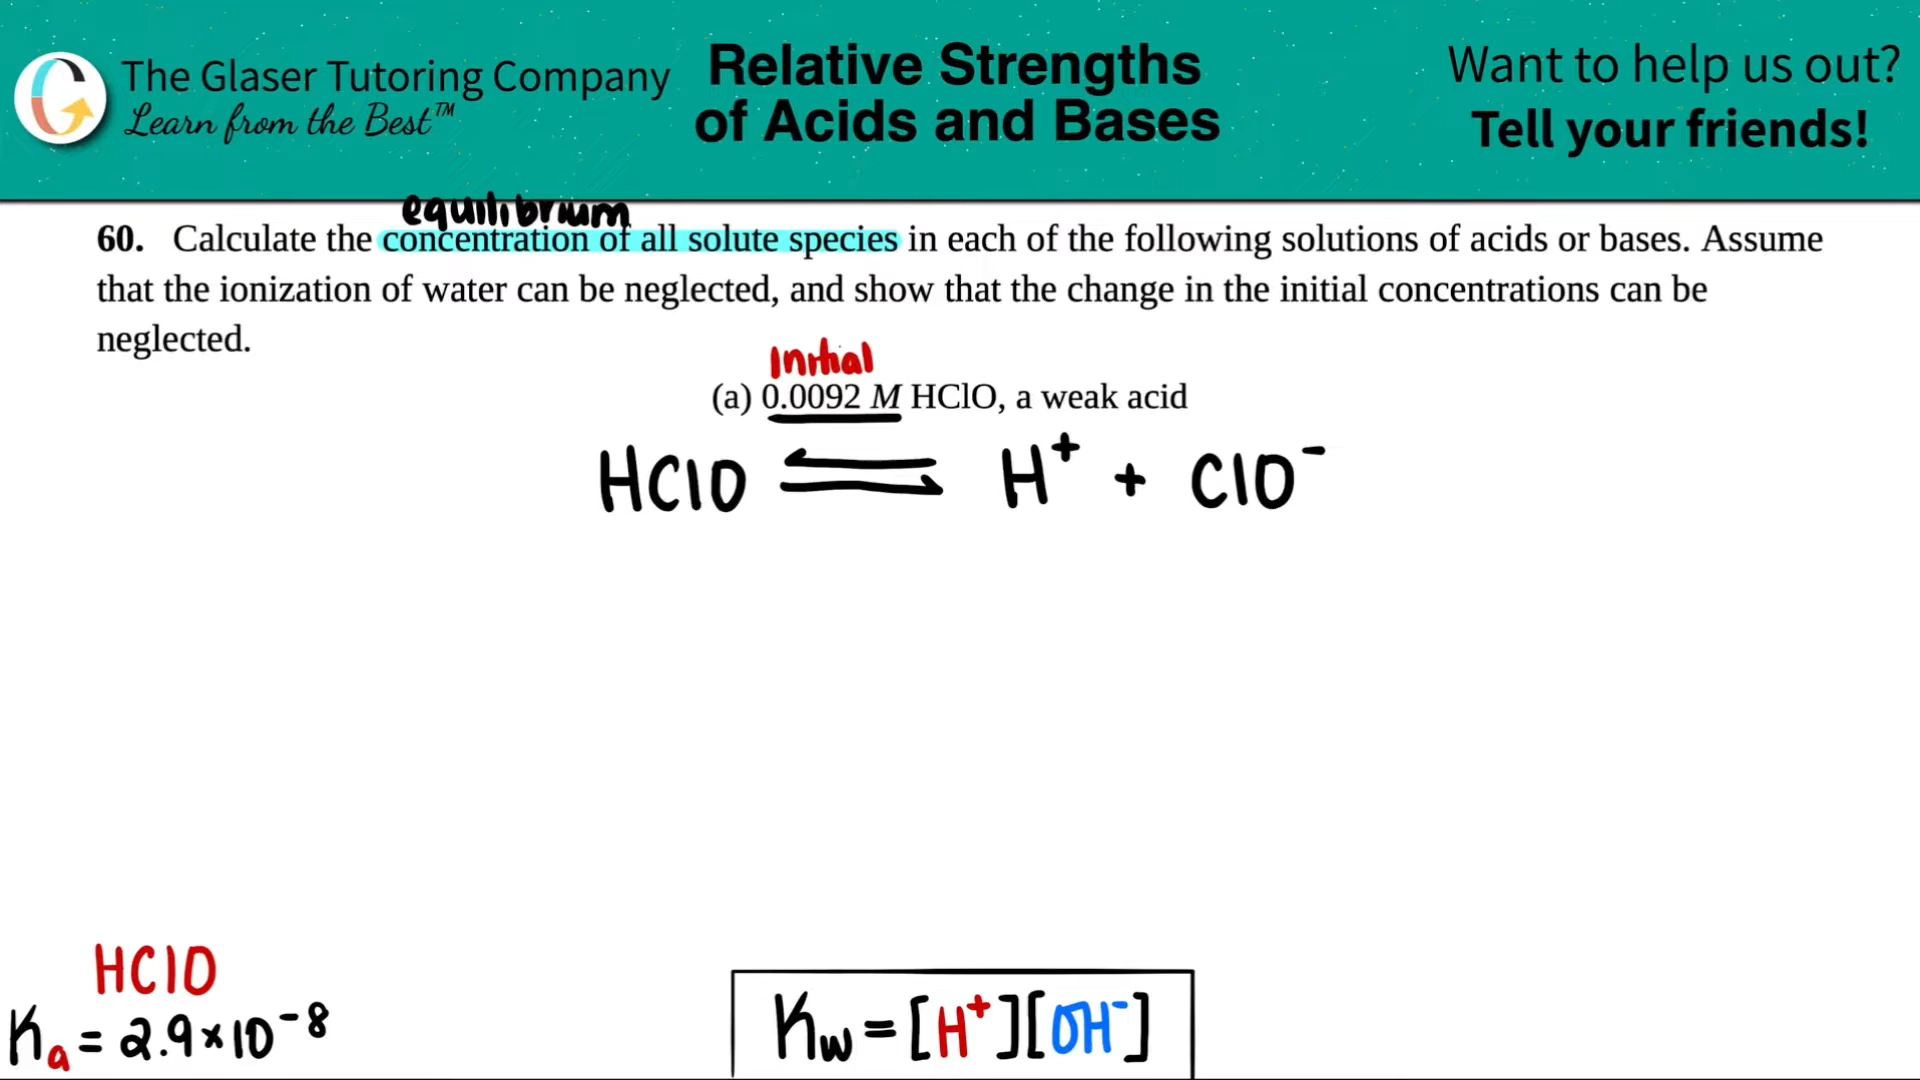 The Glaser Tutoring Company
Learn from the Best™
Relative Strengths
of Acids and Bases
Want to help us out?
Tell your friends!
equilibrium
60. Calculate the concentration of all solute species in each of the following solutions of acids or bases. Assume
that the ionization of water can be neglected, and show that the change in the initial concentrations can be
neglected.
Initial
(a) 0.0092 M HClO, a weak acid
HClO ⇌ H⁺ + ClO⁻
HClO
Kₐ = 2.9×10⁻⁸
Kw = [H⁺][OH⁻]